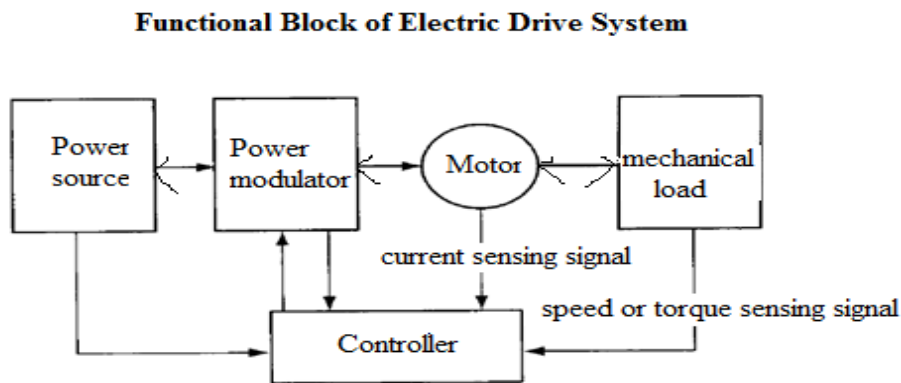 Functional Block of Electric Drive System
Power
source
Power
modulator
Motor
mechanical
load
current sensing signal
speed or torque sensing signal
Controller